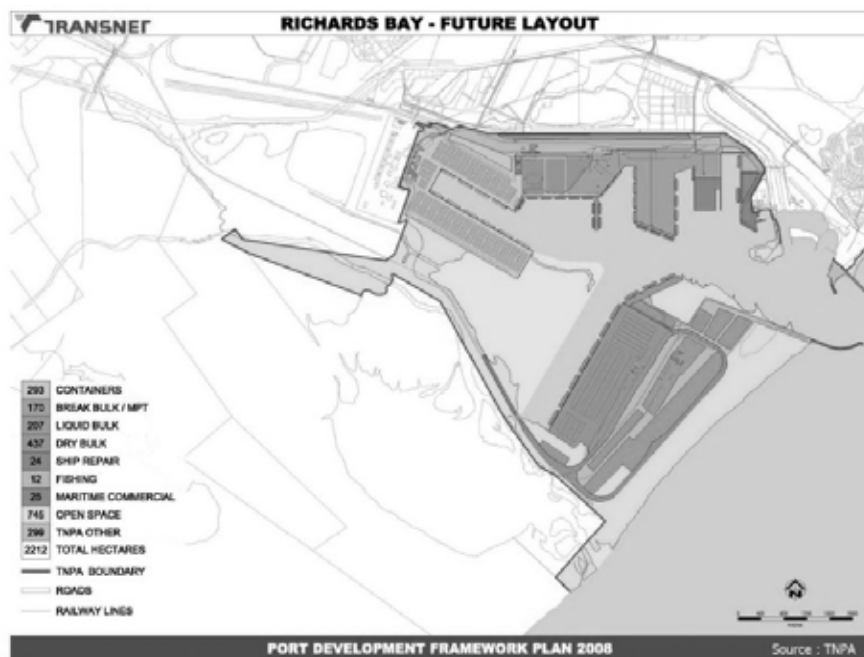 TRANSNET
RICHARDS BAY - FUTURE LAYOUT
293 CONTAINERS
170 BREAK BULK / MPT
207 LIQUID BULK
437 DRY BULK
24 SHIP REPAIR
12 FISHING
25 MARITIME COMMERCIAL
745 OPEN SPACE
299 TNPA OTHER
2212 TOTAL HECTARES
TNPA BOUNDARY
ROADS
RAILWAY LINES
N
PORT DEVELOPMENT FRAMEWORK PLAN 2008
Source : TNPA